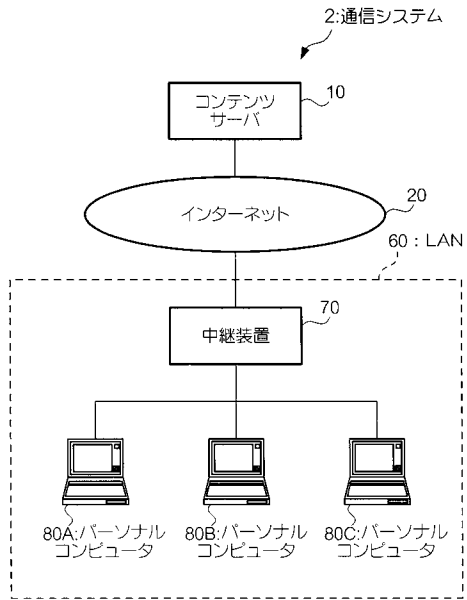 2:通信システム
コンテンツ
サーバ
10
インターネット
20
60：LAN
中継装置
70
80A:パーソナル
コンピュータ
80B:パーソナル
コンピュータ
80C:パーソナル
コンピュータ